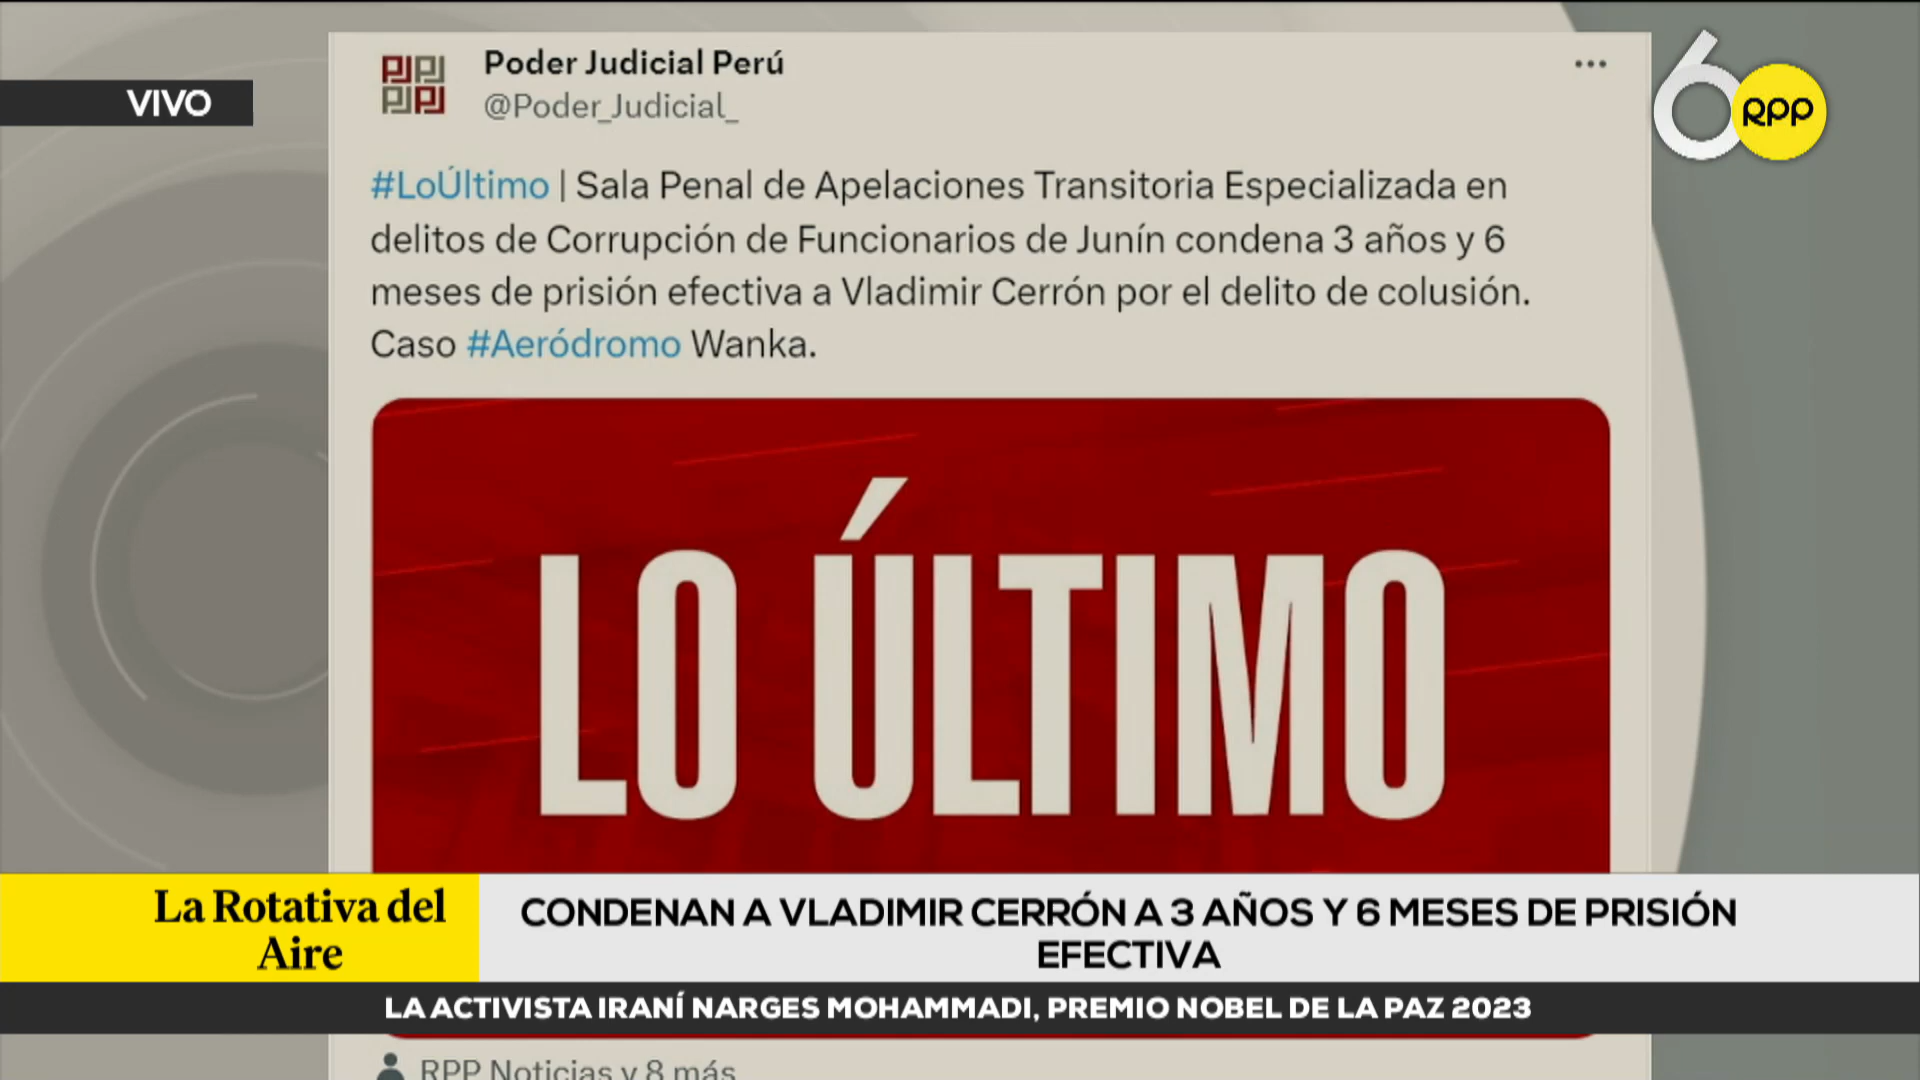 Poder Judicial Perú
@Poder_Judicial_
VIVO
6 RPP
#LoÚltimo | Sala Penal de Apelaciones Transitoria Especializada en
delitos de Corrupción de Funcionarios de Junín condena 3 años y 6
meses de prisión efectiva a Vladimir Cerrón por el delito de colusión.
Caso #Aeródromo Wanka.
LO ÚLTIMO
La Rotativa del
Aire
CONDENAN A VLADIMIR CERRÓN A 3 AÑOS Y 6 MESES DE PRISIÓN
EFECTIVA
LA ACTIVISTA IRANÍ NARGES MOHAMMADI, PREMIO NOBEL DE LA PAZ 2023
RPP Noticias y 8 más